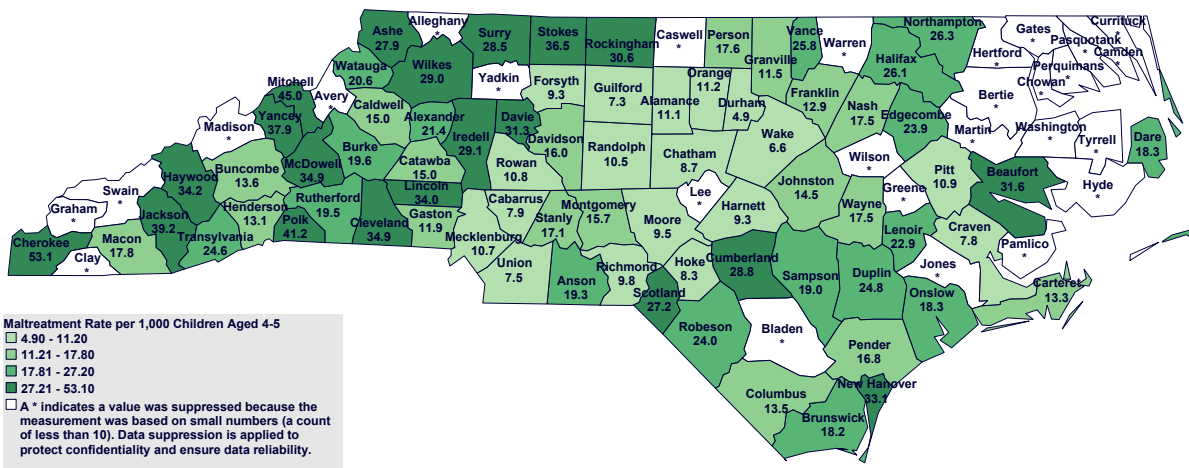 Alleghany
*
Ashe
27.9
Surry
28.5
Stokes
36.5
Rockingham
30.6
Caswell
*
Person
17.6
Vance
25.8
Warren
*
Northampton
26.3
Gates
*
Currituck
*
Pasquotank
*
Camden
*
Hertford
*
Perquimans
*
Chowan
*
Watauga
20.6
Wilkes
29.0
Yadkin
*
Forsyth
9.3
Guilford
7.3
Alamance
11.1
Orange
11.2
Durham
4.9
Granville
11.5
Franklin
12.9
Halifax
26.1
Bertie
*
Mitchell
45.0
Avery
*
Caldwell
15.0
Alexander
21.4
Iredell
29.1
Davie
31.3
Davidson
16.0
Randolph
10.5
Chatham
8.7
Wake
6.6
Nash
17.5
Edgecombe
23.9
Martin
*
Washington
*
Tyrrell
*
Dare
18.3
Madison
*
Yancey
37.9
McDowell
34.9
Burke
19.6
Catawba
15.0
Rowan
10.8
Wilson
*
Greene
*
Pitt
10.9
Beaufort
31.6
Hyde
*
Swain
*
Haywood
34.2
Buncombe
13.6
Lincoln
34.0
Lee
*
Johnston
14.5
Graham
*
Jackson
39.2
Henderson
13.1
Rutherford
19.5
Polk
41.2
Cleveland
34.9
Gaston
11.9
Cabarrus
7.9
Stanly
17.1
Montgomery
15.7
Moore
9.5
Harnett
9.3
Wayne
17.5
Lenoir
22.9
Craven
7.8
Pamlico
*
Cherokee
53.1
Clay
*
Macon
17.8
Transylvania
24.6
Mecklenburg
10.7
Union
7.5
Anson
19.3
Richmond
9.8
Hoke
8.3
Cumberland
28.8
Sampson
19.0
Duplin
24.8
Jones
*
Onslow
18.3
Carteret
13.3
Scotland
27.2
Robeson
24.0
Bladen
*
Pender
16.8
Columbus
13.5
Brunswick
18.2
New Hanover
33.1
Maltreatment Rate per 1,000 Children Aged 4-5
4.90 - 11.20
11.21 - 17.80
17.81 - 27.20
27.21 - 53.10
A * indicates a value was suppressed because the
measurement was based on small numbers (a count
of less than 10). Data suppression is applied to
protect confidentiality and ensure data reliability.